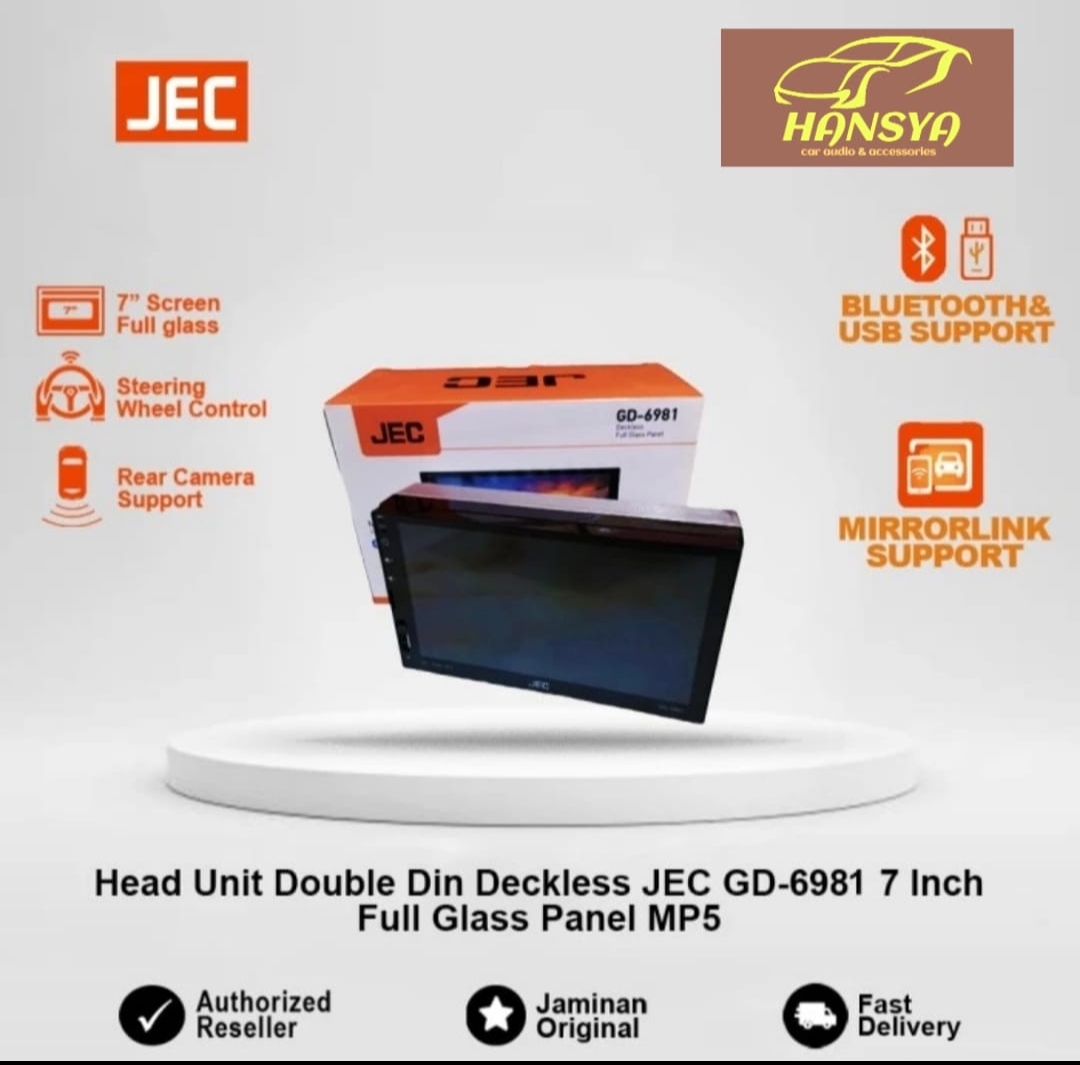 JEC
HANSYA
car audio & accessories
7"
7” Screen
Full glass
Steering
Wheel Control
Rear Camera
Support
BLUETOOTH&
USB SUPPORT
MIRRORLINK
SUPPORT
JEC
JEC
GD-6981
Deckless
Full Glass Panel
JEC
Head Unit Double Din Deckless JEC GD-6981 7 Inch
Full Glass Panel MP5
Authorized
Reseller
Jaminan
Original
Fast
Delivery